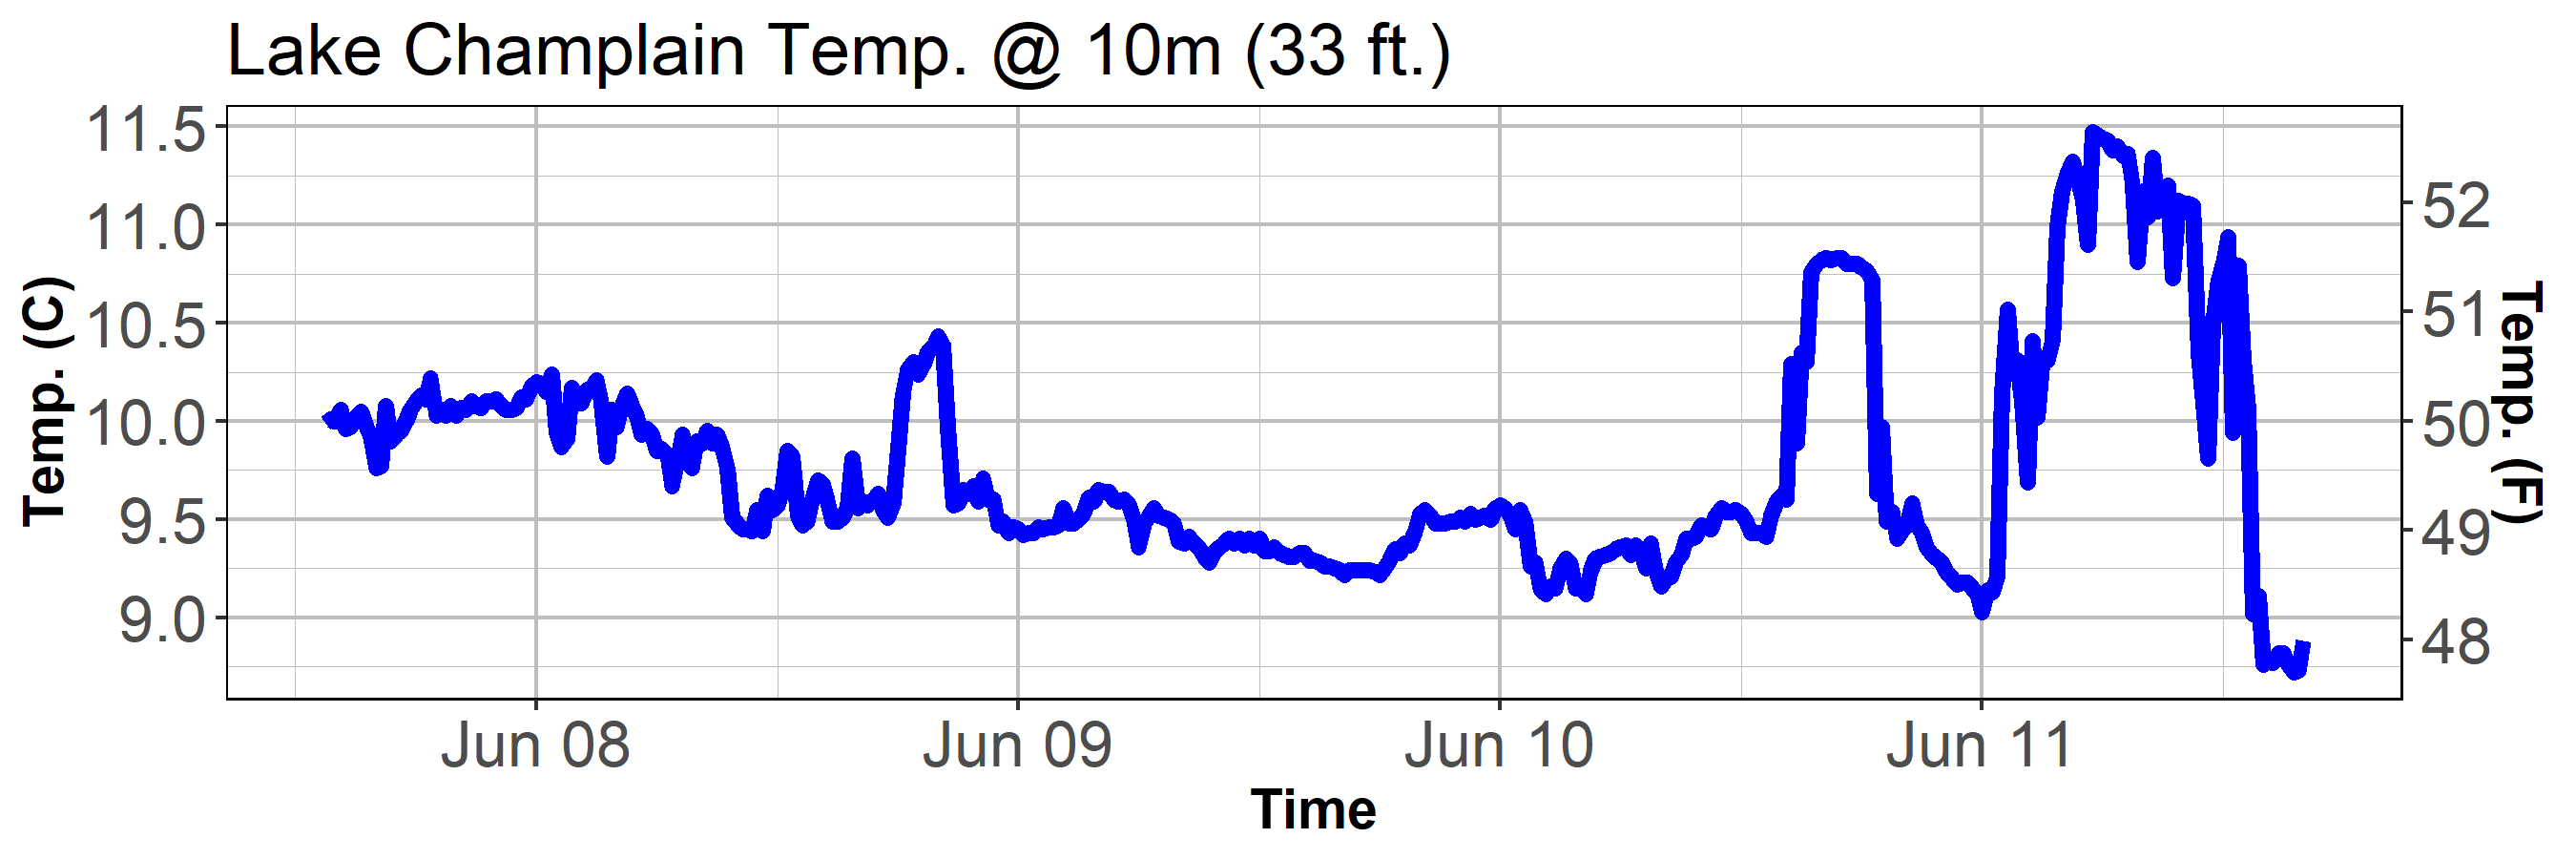 Lake Champlain Temp. @ 10m (33 ft.)
Temp. (C)
11.5
11.0
10.5
10.0
9.5
9.0
52
51
50
49
48
Temp. (F)
Jun 08 Jun 09 Jun 10 Jun 11
Time